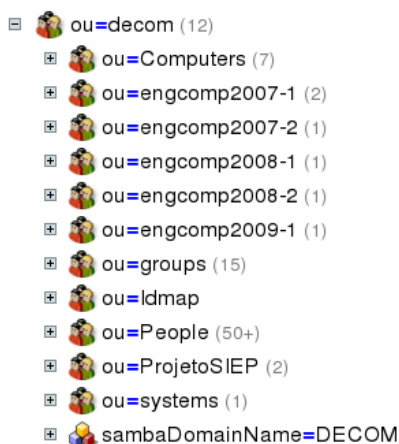 ou=decom (12)
ou=Computers (7)
ou=engcomp2007-1 (2)
ou=engcomp2007-2 (1)
ou=engcomp2008-1 (1)
ou=engcomp2008-2 (1)
ou=engcomp2009-1 (1)
ou=groups (15)
ou=Idmap
ou=People (50+)
ou=ProjetoSIEP (2)
ou=systems (1)
sambaDomainName=DECOM